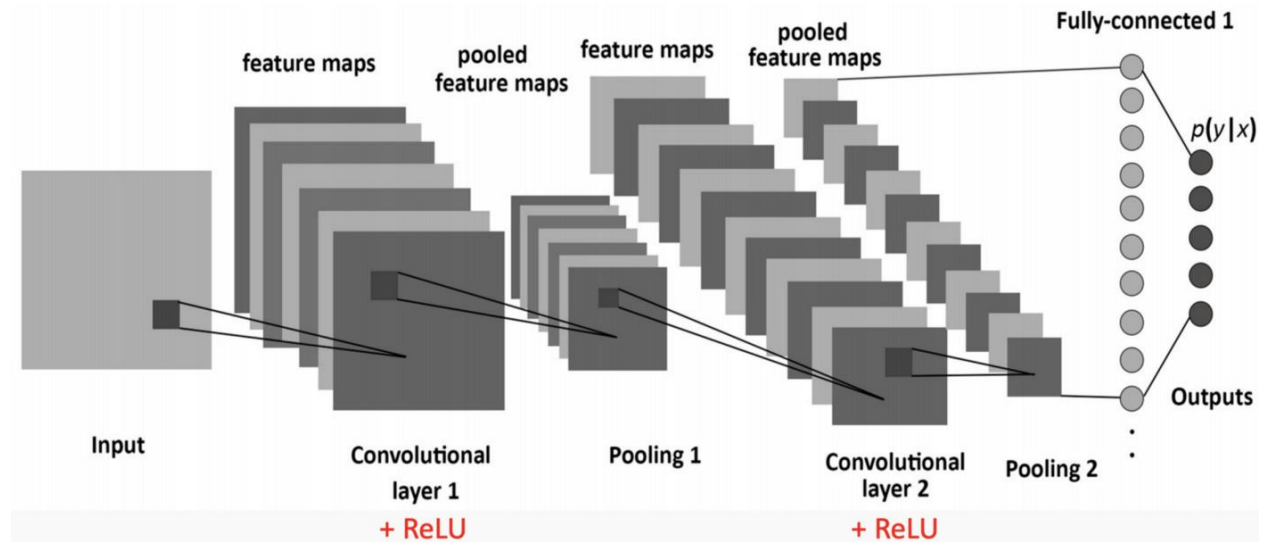 Fully-connected 1
feature maps
pooled
feature maps
feature maps
pooled
feature maps
p(y|x)
Outputs
Input
Convolutional
layer 1
Pooling 1
Convolutional
layer 2
Pooling 2
+ ReLU
+ ReLU